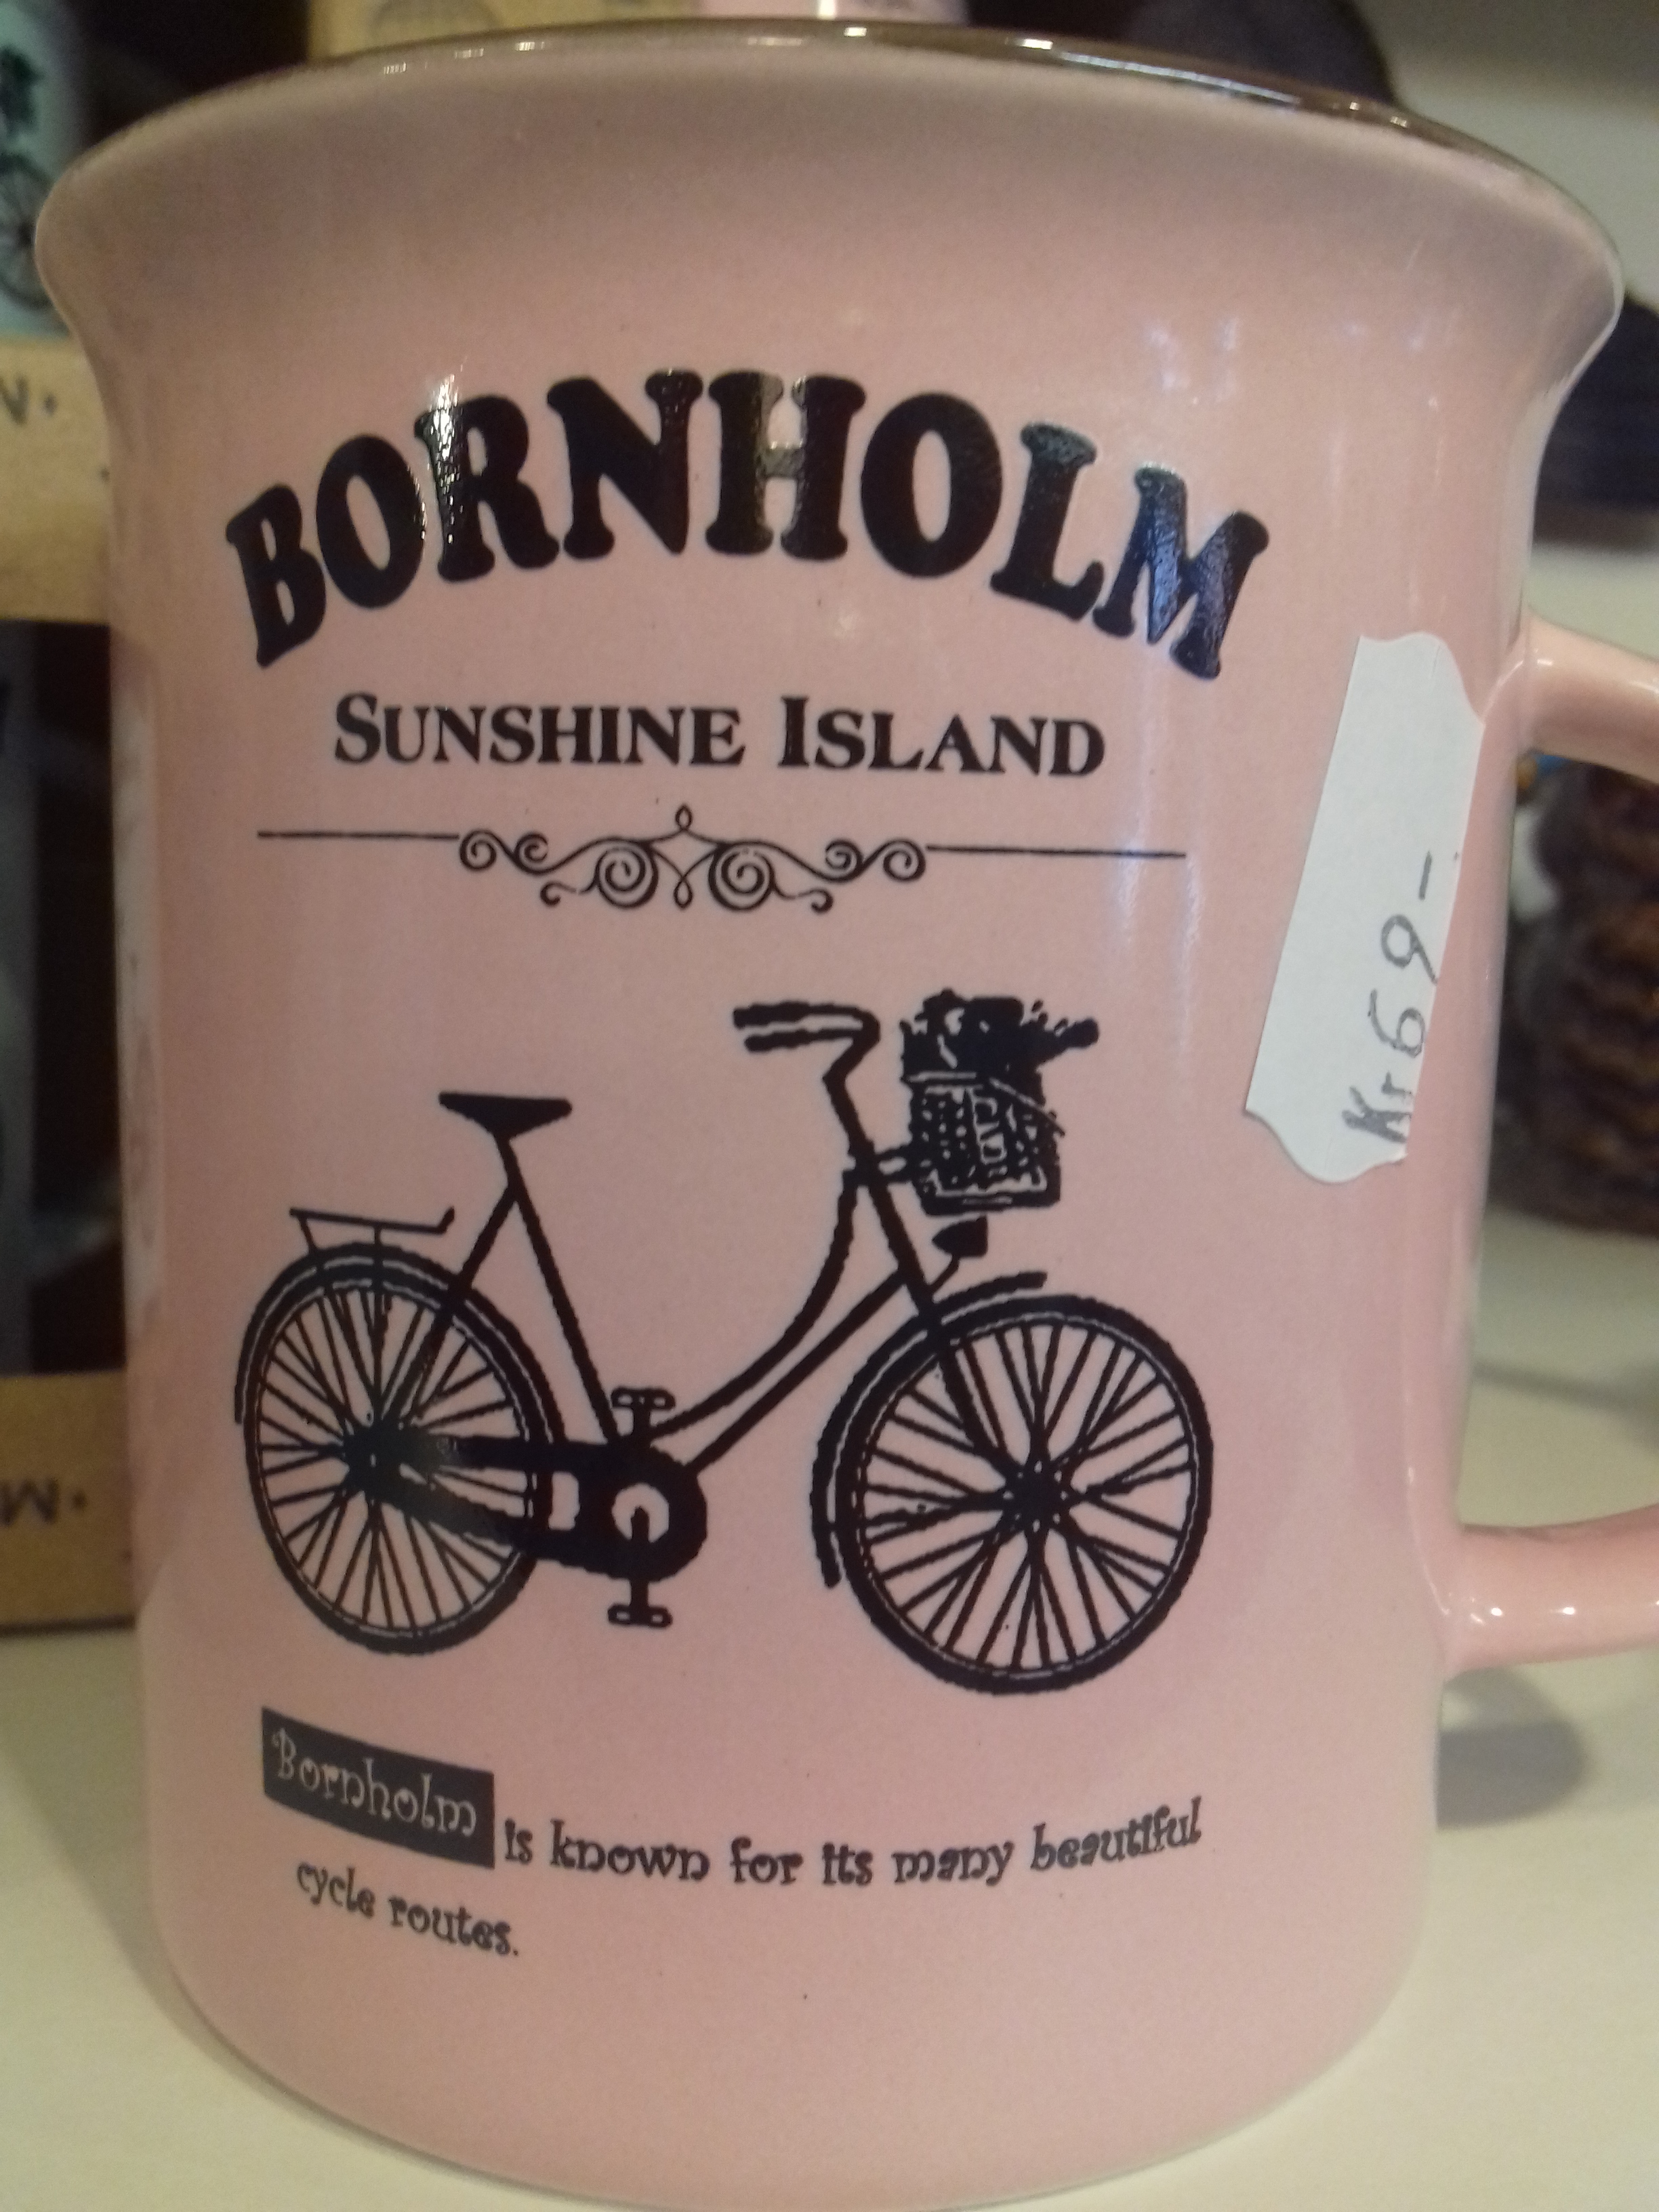 BORNHOLM
SUNSHINE ISLAND
Kr 69-
Bornholm is known for its many beautiful
cycle routes.